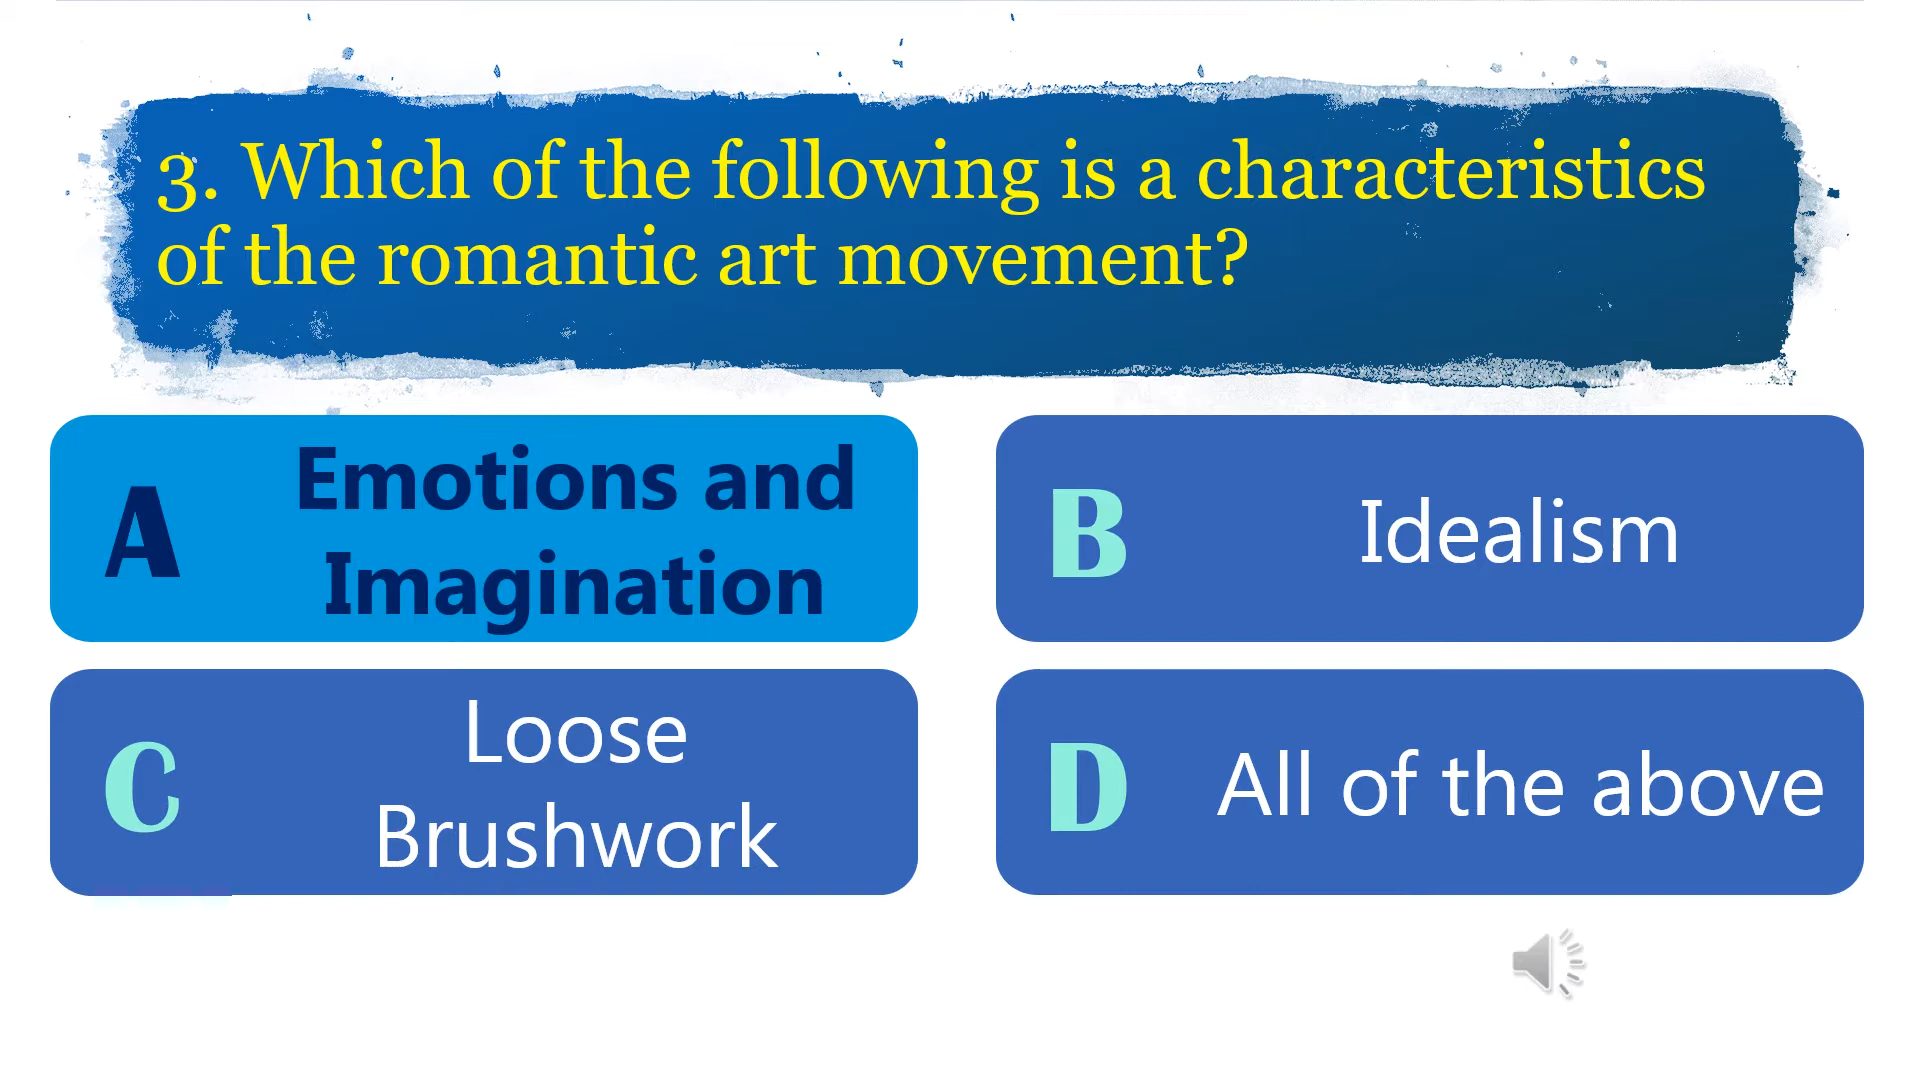 3. Which of the following is a characteristics
of the romantic art movement?
A
Emotions and
Imagination
B
Idealism
C
Loose
Brushwork
D
All of the above